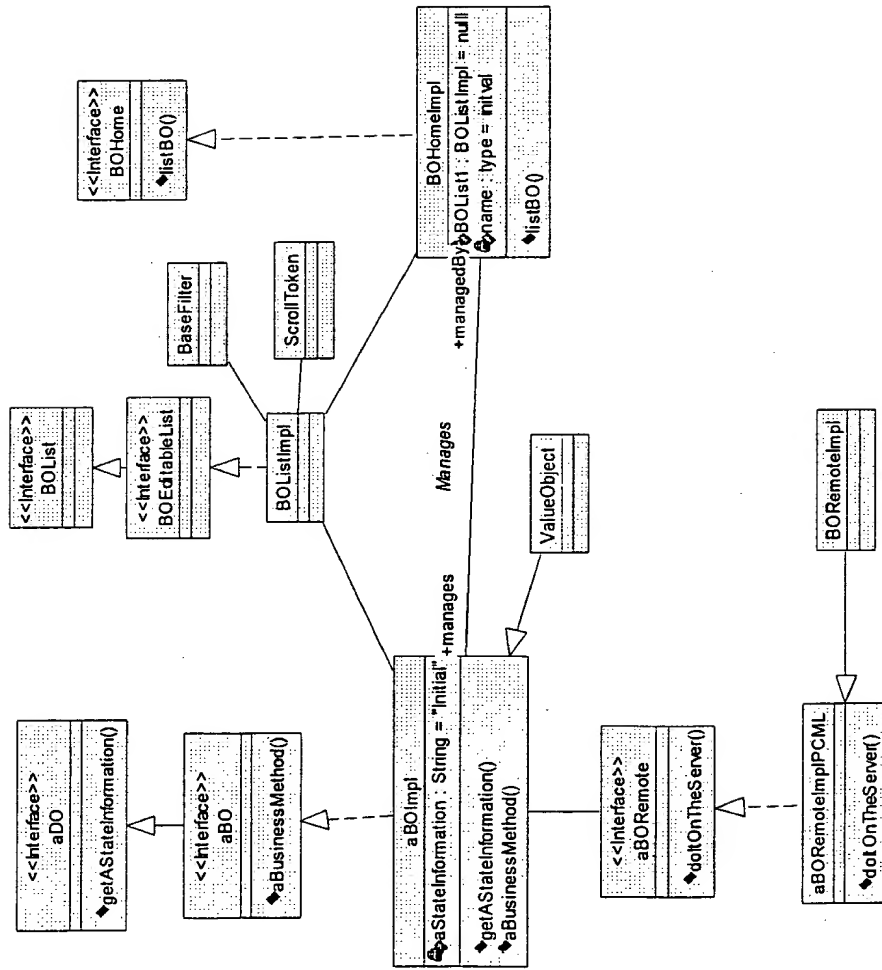 <<Interface>>
aDO
getAStateInformation()
<<Interface>>
aBO
aBusinessMethod()
aBOImpl
aStateInformation : String = "Initial"
getAStateInformation()
aBusinessMethod()
<<Interface>>
aBORemote
doItOnTheServer()
aBORemoteImplPCML
doItOnTheServer()
BORemoteImpl
ValueObject
+manages
Manages
+managedBy
<<Interface>>
BOList
<<Interface>>
BOEditableList
BOListImpl
BaseFilter
ScrollToken
<<Interface>>
BOHome
listBO()
BOHomeImpl
BOList1 : BOListImpl = null
name : type = initval
listBO()